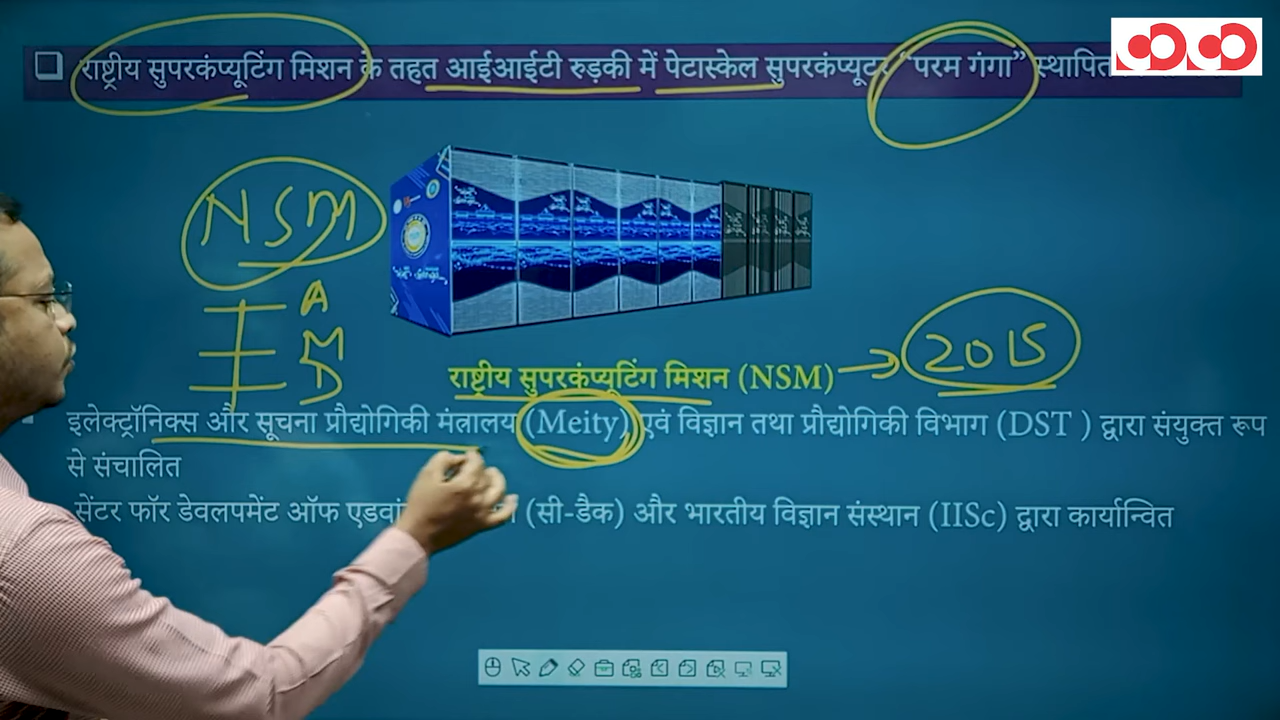 राष्ट्रीय सुपरकंप्यूटिंग मिशन के तहत आईआईटी रुड़की में पेटास्केल सुपरकंप्यूटर “परम गंगा” स्थापित
NSM
A
M
D
राष्ट्रीय सुपरकंप्यूटिंग मिशन (NSM)
2015
इलेक्ट्रॉनिक्स और सूचना प्रौद्योगिकी मंत्रालय (Meity) एवं विज्ञान तथा प्रौद्योगिकी विभाग (DST ) द्वारा संयुक्त रूप
से संचालित
सेंटर फॉर डेवलपमेंट ऑफ (सी-डैक) और भारतीय विज्ञान संस्थान (IISc) द्वारा कार्यान्वित